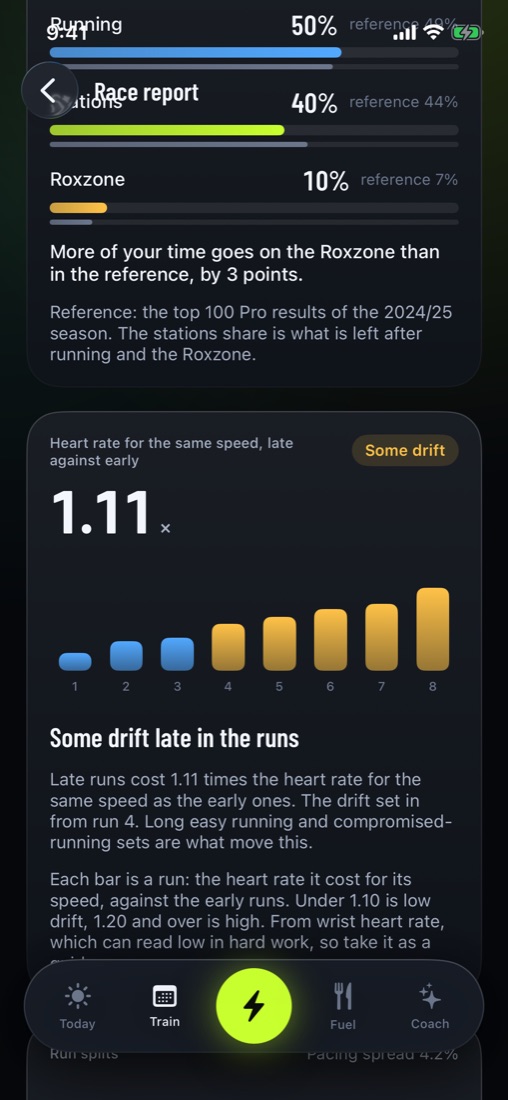 Running 50% reference 49%
9:41
Race report
Stations 40% reference 44%
Roxzone 10% reference 7%
More of your time goes on the Roxzone than
in the reference, by 3 points.
Reference: the top 100 Pro results of the 2024/25
season. The stations share is what is left after
running and the Roxzone.
Heart rate for the same speed, late
against early
Some drift
1.11 ×
1 2 3 4 5 6 7 8
Some drift late in the runs
Late runs cost 1.11 times the heart rate for the
same speed as the early ones. The drift set in
from run 4. Long easy running and compromised-
running sets are what move this.
Each bar is a run: the heart rate it cost for its
speed, against the early runs. Under 1.10 is low
drift, 1.20 and over is high. From wrist heart rate,
which can read low in hard work, so take it as a
Today
Train
Fuel
Coach
Run splits Pacing spread 4.2%